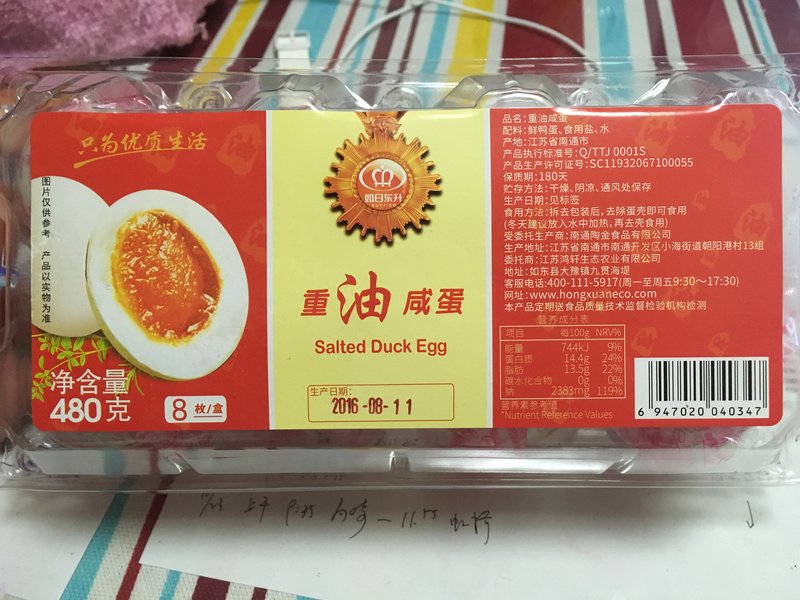 只为优质生活
图片仅供参考 产品以实物为准
净含量
480克
8枚/盒
如日东升
重油咸蛋
Salted Duck Egg
生产日期:
2016-08-11
品名: 重油咸蛋
配料: 鲜鸭蛋、食用盐、水
产地: 江苏省南通市
产品执行标准号: Q/TTJ 0001S
产品生产许可证号: SC11932067100055
保质期: 180天
贮存方法: 干燥、阴凉、通风处保存
生产日期: 见标签
食用方法: 拆去包装后, 去除蛋壳即可食用
(冬天建议放入水中加热, 再去壳食用)
受委托生产商: 南通陶金食品有限公司
生产地址: 江苏省南通市南通开发区小海街道朝阳港村13组
委托商: 江苏鸿轩生态农业有限公司
地址: 如东县大豫镇九贯海堤
客服电话: 400-111-5917(周一至周五9:30～17:30)
网址: www.hongxuaneco.com
本产品定期送食品质量技术监督检验机构检测
营养成分表
项目 每100g NRV%
能量 744kJ 9%
蛋白质 14.4g 24%
脂肪 13.5g 22%
碳水化合物 0g 0%
钠 2383mg 119%
营养素参考值
*Nutrient Reference Values
6 947020 040347